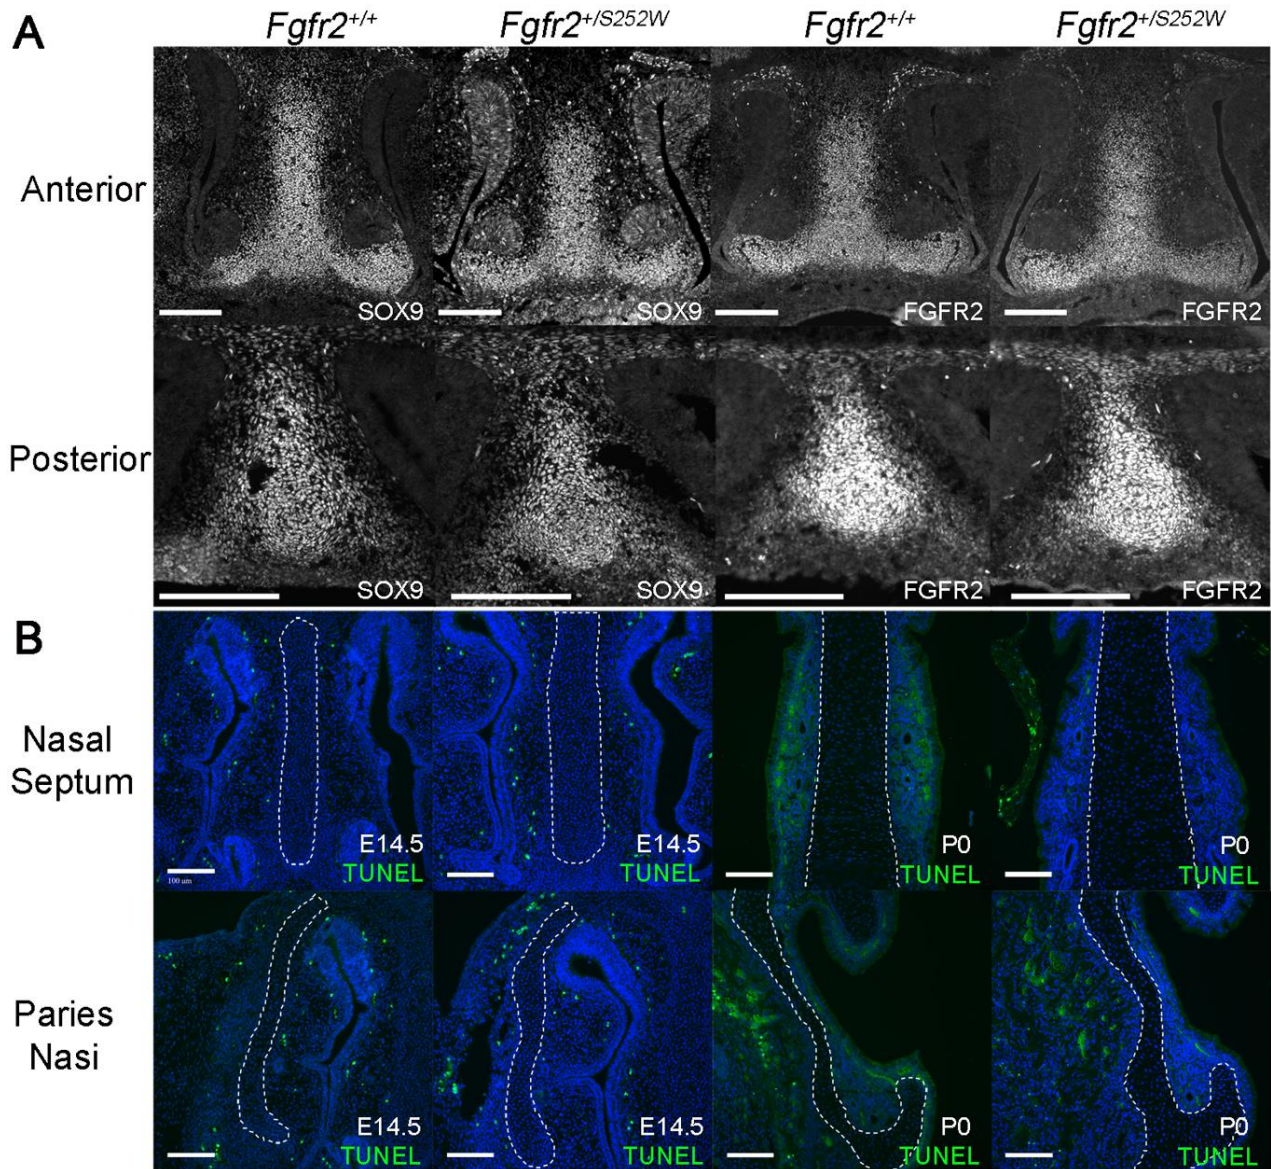 A
Fgfr2+/+
Fgfr2+/S252W
Fgfr2+/+
Fgfr2+/S252W
Anterior
SOX9
SOX9
FGFR2
FGFR2
Posterior
SOX9
SOX9
FGFR2
FGFR2
B
Nasal
Septum
100 um
E14.5
TUNEL
E14.5
TUNEL
P0
TUNEL
P0
TUNEL
Paries
Nasi
E14.5
TUNEL
E14.5
TUNEL
P0
TUNEL
P0
TUNEL